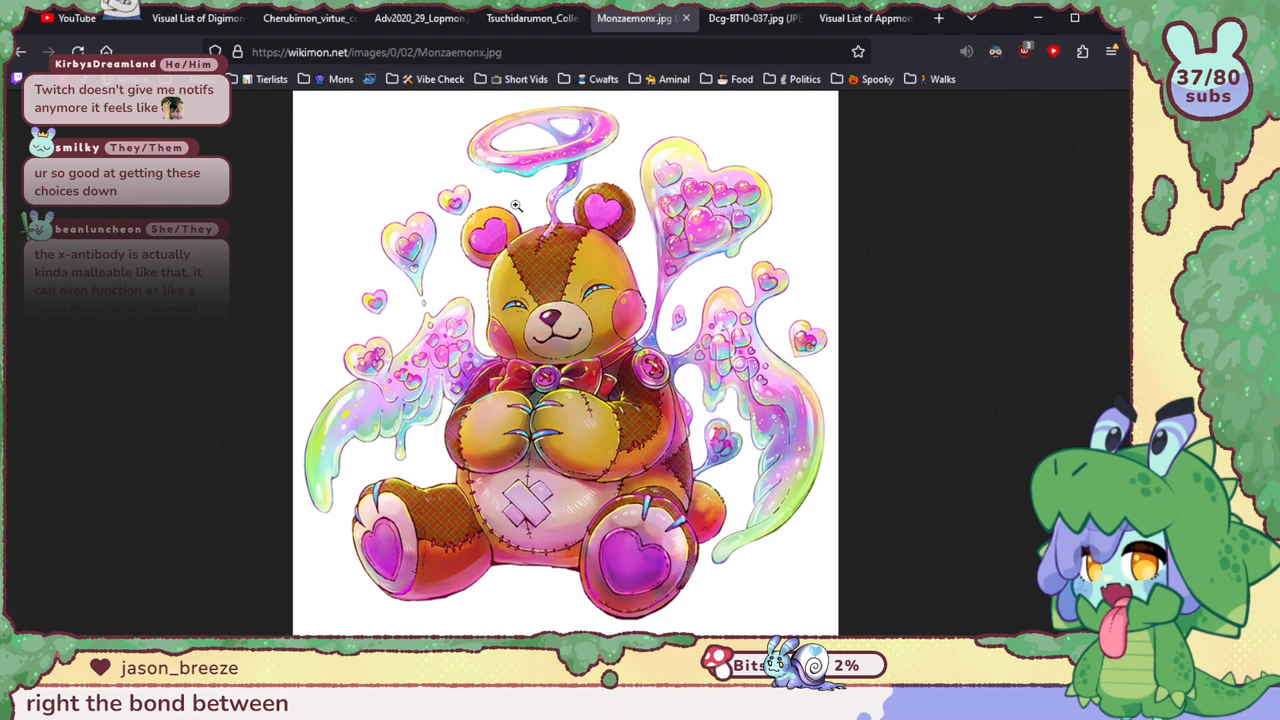 YouTube
Visual List of Digimon
Cherubimon_virtue_c
Adv2020_29_Lopmon.
Tsuchidarumon_Colle
Monzaemonx.jpg (
Dcg-BT10-037.jpg (JPE
Visual List of Appmon
https://wikimon.net/images/0/02/Monzaemonx.jpg
3
Tierlists
Mons
Vibe Check
Short Vids
Cwafts
Aminal
Food
Politics
Spooky
Walks
KirbysDreamland He/Him
Twitch doesn't give me notifs
anymore it feels like
smilky They/Them
ur so good at getting these
choices down
beanluncheon She/They
the x-antibody is actually
kinda malleable like that. it
can even function as like a
37/80
subs
jason_breeze
Bits
2%
right the bond between